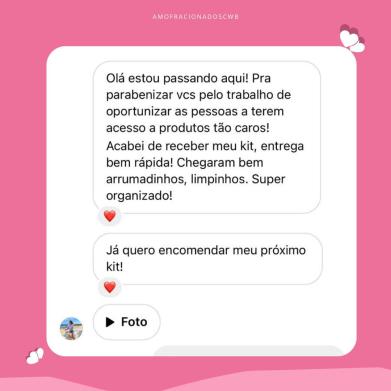 AMOFRACIONADOSCWB
Olá estou passando aqui! Pra
parabenizar vcs pelo trabalho de
oportunizar as pessoas a terem
acesso a produtos tão caros!
Acabei de receber meu kit, entrega
bem rápida! Chegaram bem
arrumadinhos, limpinhos. Super
organizado!
Já quero encomendar meu próximo
kit!
Foto